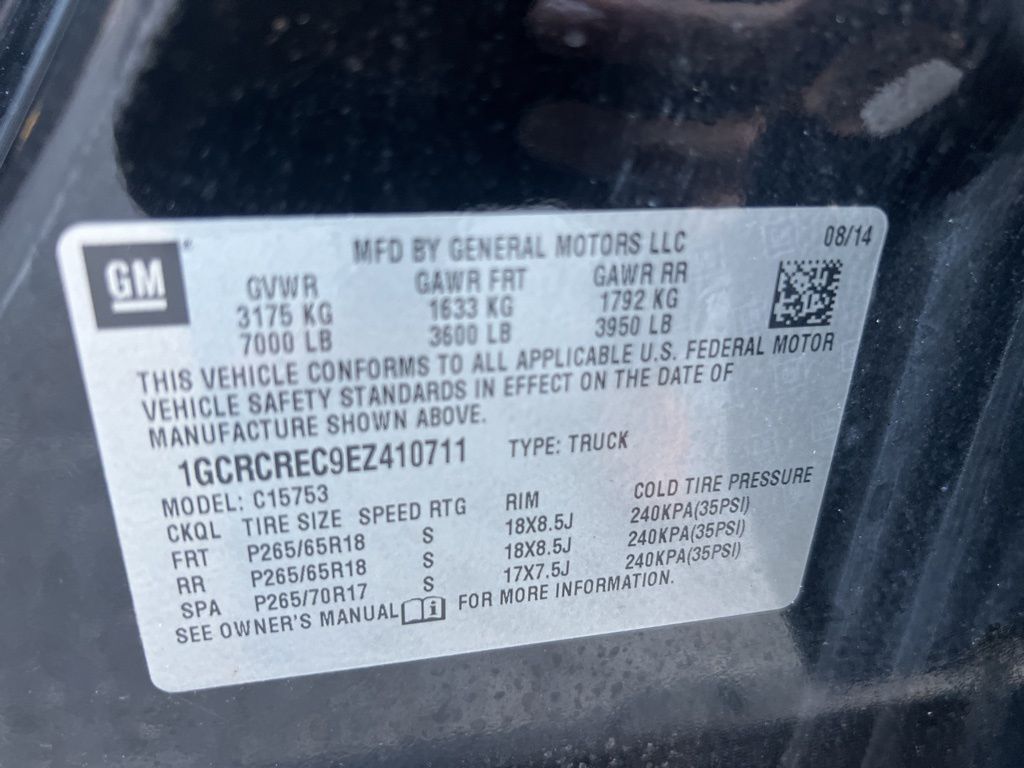 GM
MFD BY GENERAL MOTORS LLC 08/14
GVWR GAWR FRT GAWR RR
3175 KG 1633 KG 1792 KG
7000 LB 3600 LB 3950 LB
THIS VEHICLE CONFORMS TO ALL APPLICABLE U.S. FEDERAL MOTOR
VEHICLE SAFETY STANDARDS IN EFFECT ON THE DATE OF
MANUFACTURE SHOWN ABOVE.
1GCRCREC9EZ410711 TYPE: TRUCK
MODEL: C15753
CKQL TIRE SIZE SPEED RTG RIM COLD TIRE PRESSURE
FRT P265/65R18 S 18X8.5J 240KPA(35PSI)
RR P265/65R18 S 18X8.5J 240KPA(35PSI)
SPA P265/70R17 S 17X7.5J 240KPA(35PSI)
SEE OWNER'S MANUAL i FOR MORE INFORMATION.